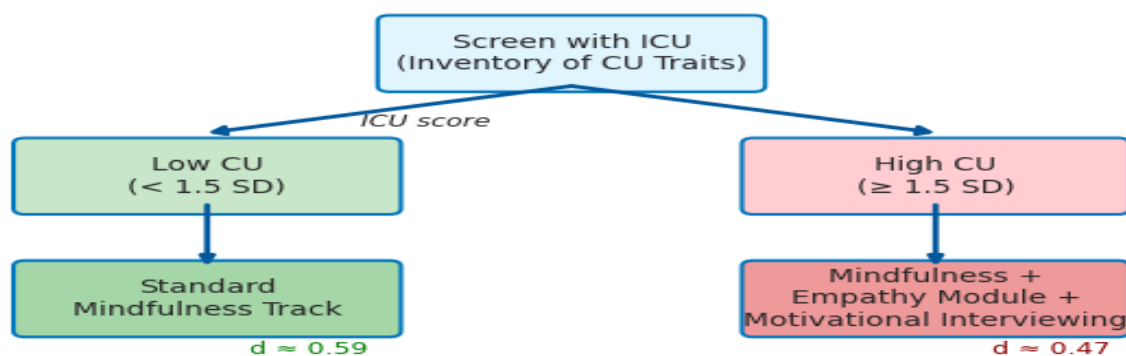 Screen with ICU
(Inventory of CU Traits)
ICU score
Low CU
(< 1.5 SD)
High CU
(≥ 1.5 SD)
Standard
Mindfulness Track
Mindfulness +
Empathy Module +
Motivational Interviewing
d ≈ 0.59
d ≈ 0.47